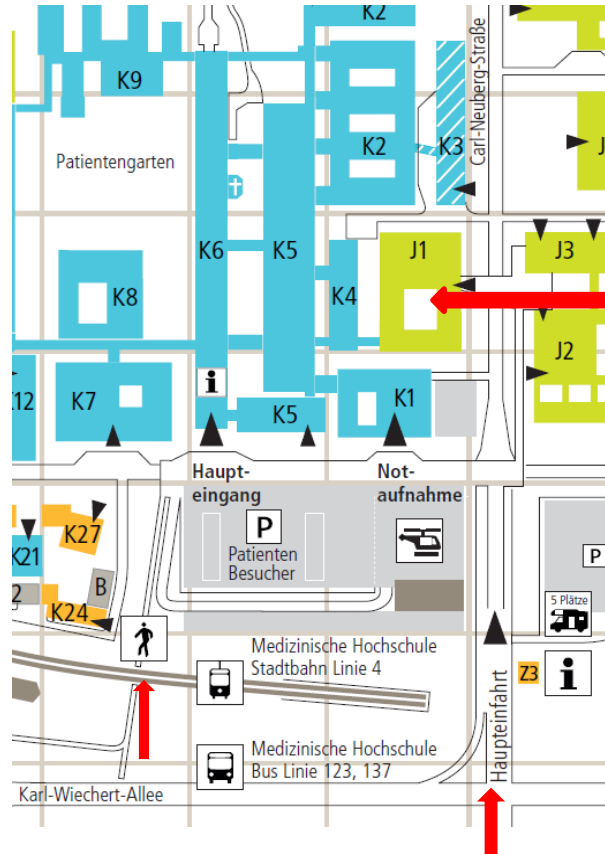 K2
K9
Carl-Neuberg-Straße
K2
K3
J
Patientengarten
K6
K5
J1
J3
K8
K4
J2
i
12
K7
K5
K1
Haupt-
eingang
Not-
aufnahme
K27
P
Patienten
Besucher
K21
P
B
2
K24
5 Plätze
Medizinische Hochschule
Stadtbahn Linie 4
Z3
i
Haupteinfahrt
Medizinische Hochschule
Bus Linie 123, 137
Karl-Wiechert-Allee